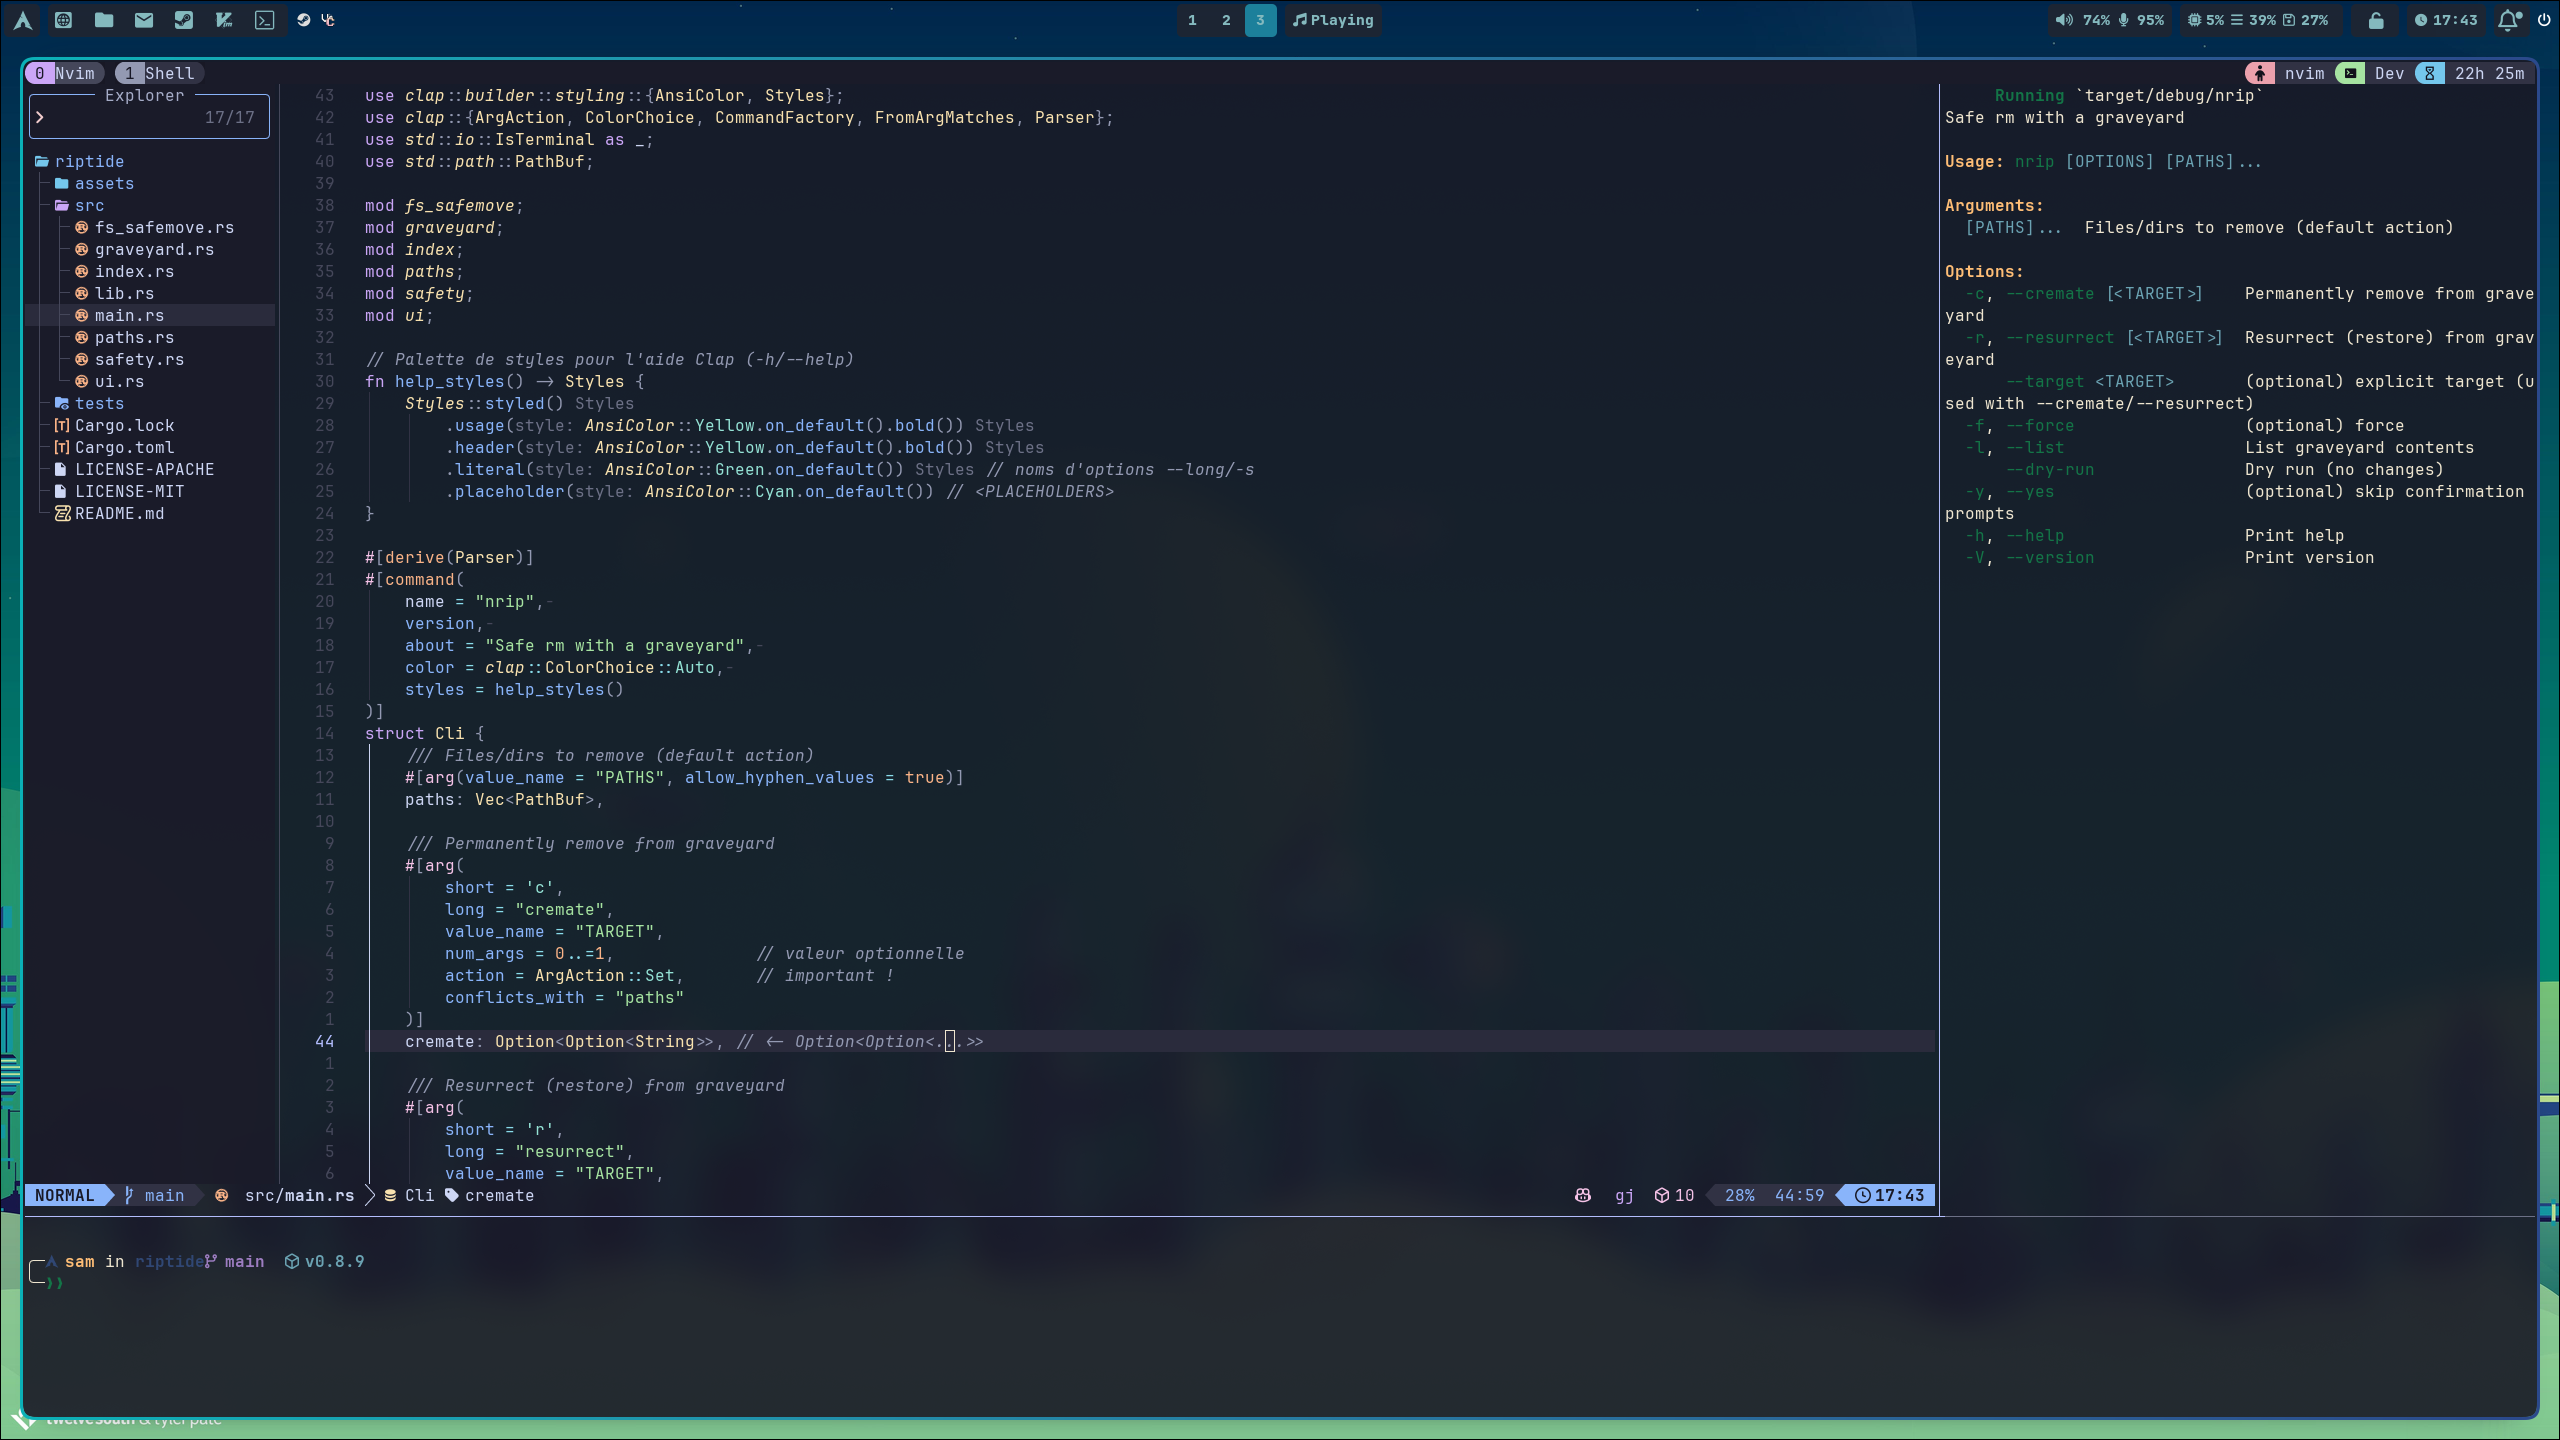 1 2 3 Playing
74% 95% 5% 39% 27% 17:43
0 Nvim 1 Shell
nvim Dev 22h 25m
Explorer
17/17
riptide
assets
src
fs_safemove.rs
graveyard.rs
index.rs
lib.rs
main.rs
paths.rs
safety.rs
ui.rs
tests
Cargo.lock
Cargo.toml
LICENSE-APACHE
LICENSE-MIT
README.md
43 use clap::builder::styling::{AnsiColor, Styles};
42 use clap::{ArgAction, ColorChoice, CommandFactory, FromArgMatches, Parser};
41 use std::io::IsTerminal as _;
40 use std::path::PathBuf;
39
38 mod fs_safemove;
37 mod graveyard;
36 mod index;
35 mod paths;
34 mod safety;
33 mod ui;
32
31 // Palette de styles pour l'aide Clap (-h/--help)
30 fn help_styles() -> Styles {
29 Styles::styled() Styles
28 .usage(style: AnsiColor::Yellow.on_default().bold()) Styles
27 .header(style: AnsiColor::Yellow.on_default().bold()) Styles
26 .literal(style: AnsiColor::Green.on_default()) Styles // noms d'options --long/-s
25 .placeholder(style: AnsiColor::Cyan.on_default()) // <PLACEHOLDERS>
24 }
23
22 #[derive(Parser)]
21 #[command(
20 name = "nrip",-
19 version,-
18 about = "Safe rm with a graveyard",-
17 color = clap::ColorChoice::Auto,-
16 styles = help_styles()
15 )]
14 struct Cli {
13 /// Files/dirs to remove (default action)
12 #[arg(value_name = "PATHS", allow_hyphen_values = true)]
11 paths: Vec<PathBuf>,
10
9 /// Permanently remove from graveyard
8 #[arg(
7 short = 'c',
6 long = "cremate",
5 value_name = "TARGET",
4 num_args = 0..=1, // valeur optionnelle
3 action = ArgAction::Set, // important !
2 conflicts_with = "paths"
1 )]
44 cremate: Option<Option<String>>, // <- Option<Option<...>>
1
2 /// Resurrect (restore) from graveyard
3 #[arg(
4 short = 'r',
5 long = "resurrect",
6 value_name = "TARGET",
NORMAL main src/main.rs Cli cremate
gj 10 28% 44:59 17:43
Running `target/debug/nrip`
Safe rm with a graveyard
Usage: nrip [OPTIONS] [PATHS]...
Arguments:
[PATHS]... Files/dirs to remove (default action)
Options:
-c, --cremate [<TARGET>] Permanently remove from grave
yard
-r, --resurrect [<TARGET>] Resurrect (restore) from grav
eyard
--target <TARGET> (optional) explicit target (u
sed with --cremate/--resurrect)
-f, --force (optional) force
-l, --list List graveyard contents
--dry-run Dry run (no changes)
-y, --yes (optional) skip confirmation
prompts
-h, --help Print help
-V, --version Print version
sam in riptide main v0.8.9